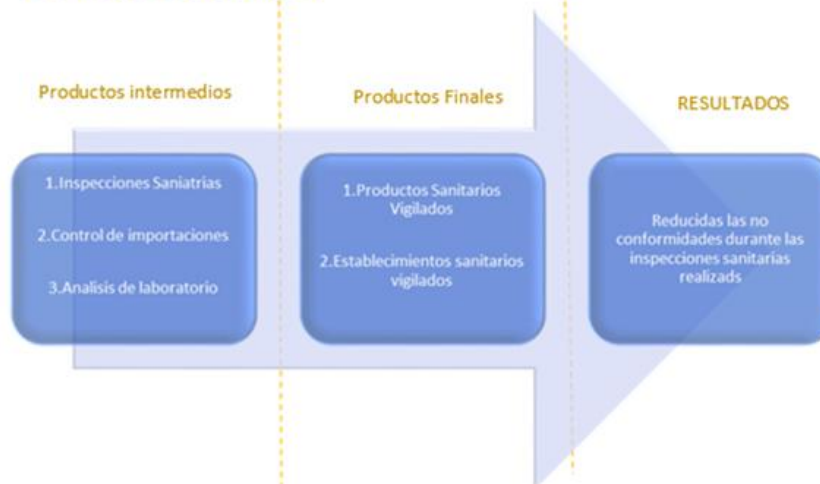 Productos intermedios
1.Inspecciones Saniatrias
2.Control de importaciones
3.Analisis de laboratorio
Productos Finales
1.Productos Sanitarios
Vigilados
2.Establecimientos sanitarios
vigilados
RESULTADOS
Reducidas las no
conformidades durante las
inspecciones sanitarias
realizads